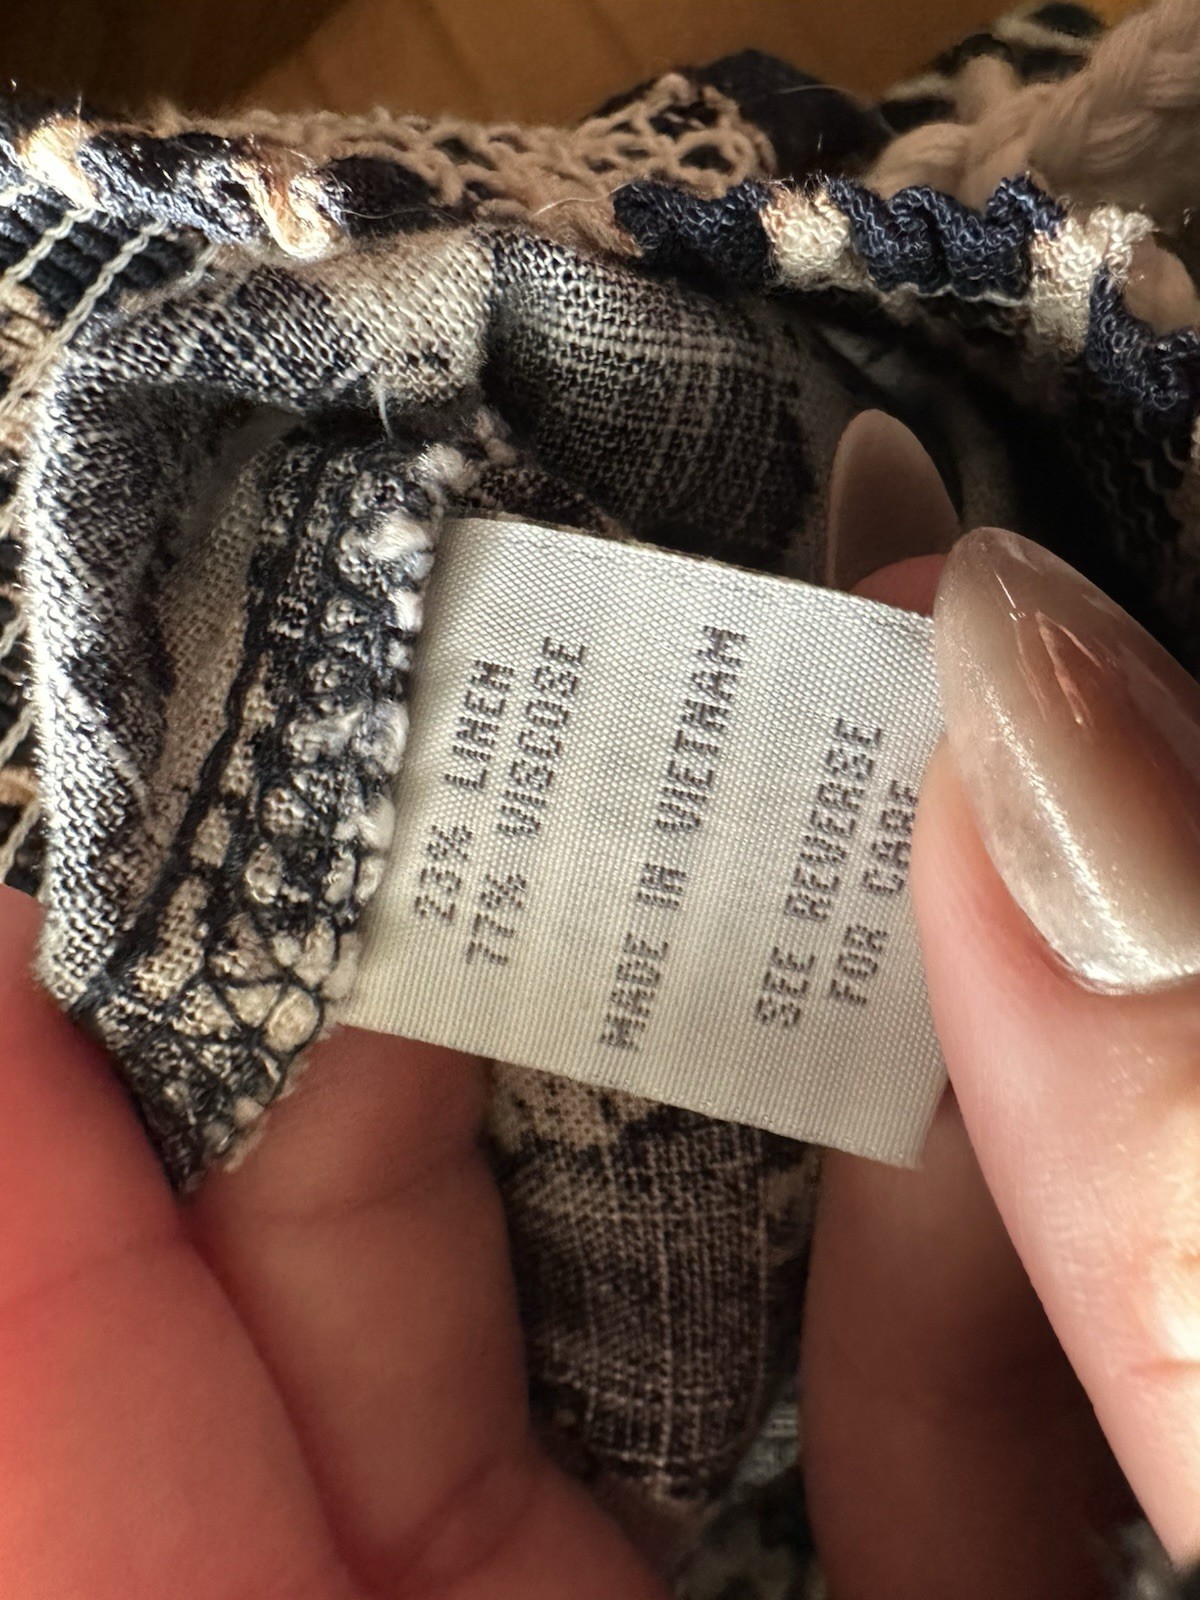 23% LINEN
77% VISCOSE
MADE IN VIETNAM
SEE REVERSE
FOR CARE